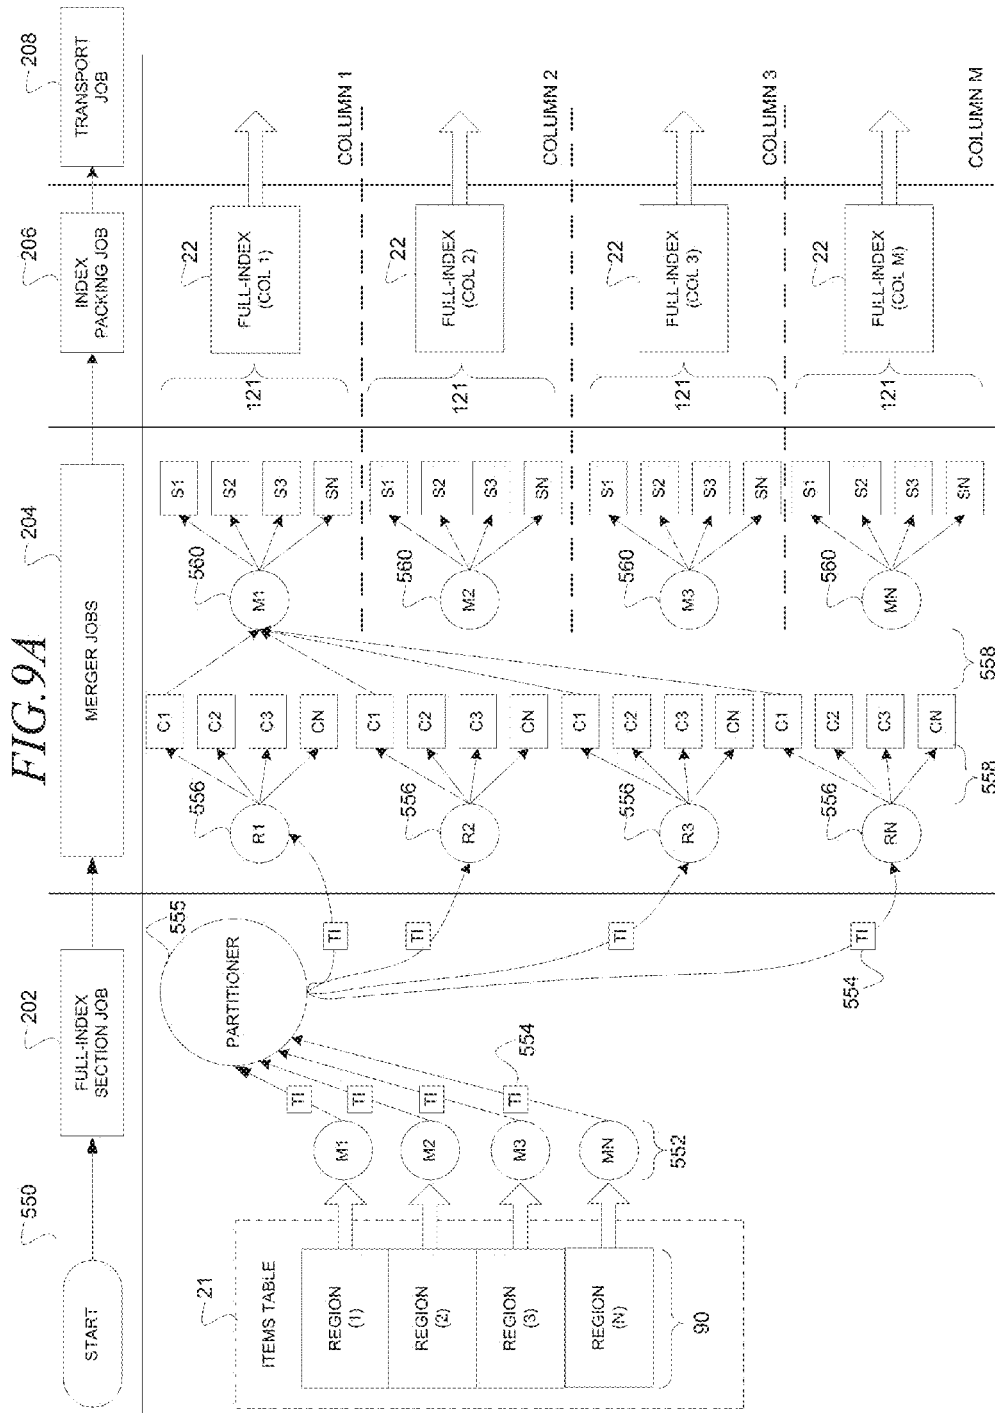 FIG.9A
550
START
202
FULL-INDEX
SECTION JOB
204
MERGER JOBS
206
INDEX
PACKING JOB
208
TRANSPORT
JOB
21
ITEMS TABLE
REGION
(1)
REGION
(2)
REGION
(3)
REGION
(N)
90
M1
M2
M3
MN
552
TI
TI
TI
TI
554
PARTITIONER
555
TI
TI
TI
TI
554
556
R1
C1
C2
C3
CN
556
R2
C1
C2
C3
CN
556
R3
C1
C2
C3
CN
556
RN
C1
C2
C3
CN
558
558
560
M1
S1
S2
S3
SN
560
M2
S1
S2
S3
SN
560
M3
S1
S2
S3
SN
560
MN
S1
S2
S3
SN
121
22
FULL-INDEX
(COL 1)
COLUMN 1
121
22
FULL-INDEX
(COL 2)
COLUMN 2
121
22
FULL-INDEX
(COL 3)
COLUMN 3
121
22
FULL-INDEX
(COL M)
COLUMN M